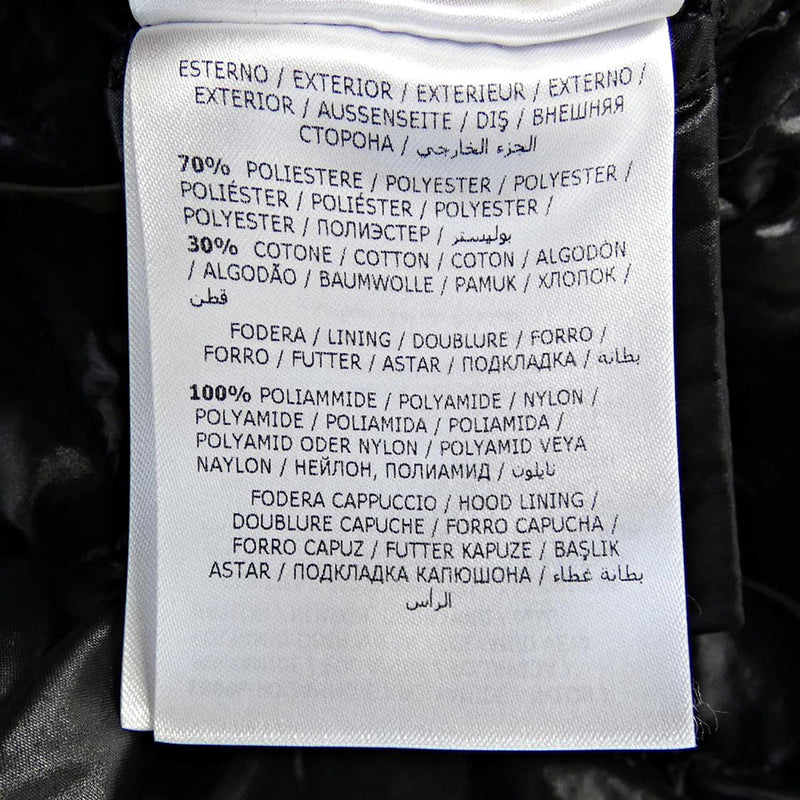 ESTERNO / EXTERIOR / EXTERIEUR / EXTERNO /
EXTERIOR / AUSSENSEITE / DIŞ / ВНЕШНЯЯ
СТОРОНА / الجزء الخارجي
70% POLIESTERE / POLYESTER / POLYESTER /
POLIÉSTER / POLIÉSTER / POLYESTER /
POLYESTER / ПОЛИЭСТЕР / بوليستر
30% COTONE / COTTON / COTON / ALGODÓN
/ ALGODÃO / BAUMWOLLE / PAMUK / ХЛОПОК /
قطن
FODERA / LINING / DOUBLURE / FORRO /
FORRO / FUTTER / ASTAR / ПОДКЛАДКА / بطانه
100% POLIAMMIDE / POLYAMIDE / NYLON /
POLYAMIDE / POLIAMIDA / POLIAMIDA /
POLYAMID ODER NYLON / POLYAMID VEYA
NAYLON / НЕЙЛОН, ПОЛИАМИД / نايلون
FODERA CAPPUCCIO / HOOD LINING /
DOUBLURE CAPUCHE / FORRO CAPUCHA /
FORRO CAPUZ / FUTTER KAPUZE / BAŞLIK
ASTAR / ПОДКЛАДКА КАПЮШОНА / بطانة غطاء
الرأس